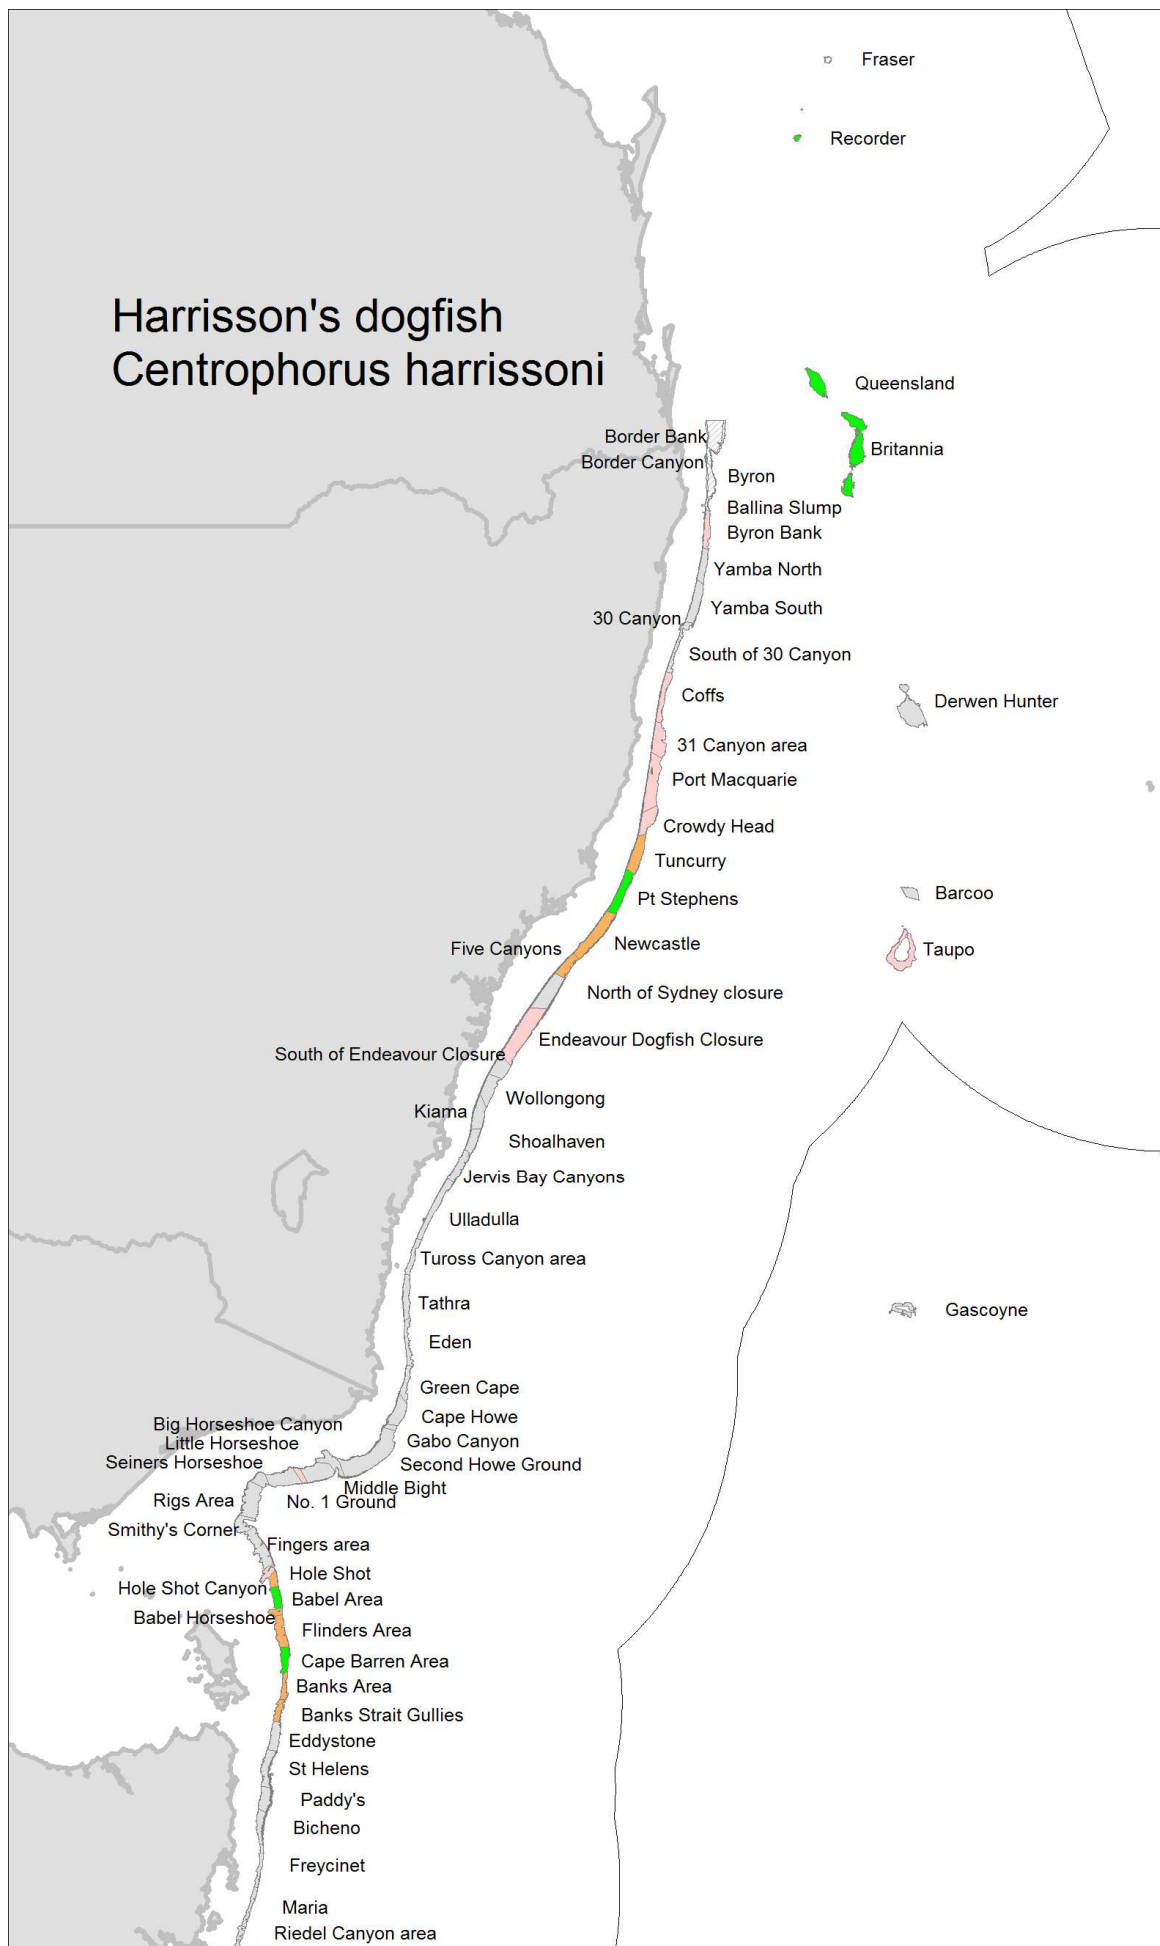 Fraser
Recorder
Harrisson's dogfish
Centrophorus harrissoni
Queensland
Border Bank
Britannia
Border Canyon
Byron
Ballina Slump
Byron Bank
Yamba North
Yamba South
30 Canyon
South of 30 Canyon
Coffs
Derwen Hunter
31 Canyon area
Port Macquarie
Crowdy Head
Tuncurry
Barcoo
Pt Stephens
Newcastle
Five Canyons
Taupo
North of Sydney closure
Endeavour Dogfish Closure
South of Endeavour Closure
Wollongong
Kiama
Shoalhaven
Jervis Bay Canyons
Ulladulla
Tuross Canyon area
Tathra
Gascoyne
Eden
Green Cape
Cape Howe
Big Horseshoe Canyon
Gabo Canyon
Little Horseshoe
Seiners Horseshoe
Second Howe Ground
Middle Bight
Rigs Area
No. 1 Ground
Smithy's Corner
Fingers area
Hole Shot
Hole Shot Canyon
Babel Area
Babel Horseshoe
Flinders Area
Cape Barren Area
Banks Area
Banks Strait Gullies
Eddystone
St Helens
Paddy's
Bicheno
Freycinet
Maria
Riedel Canyon area